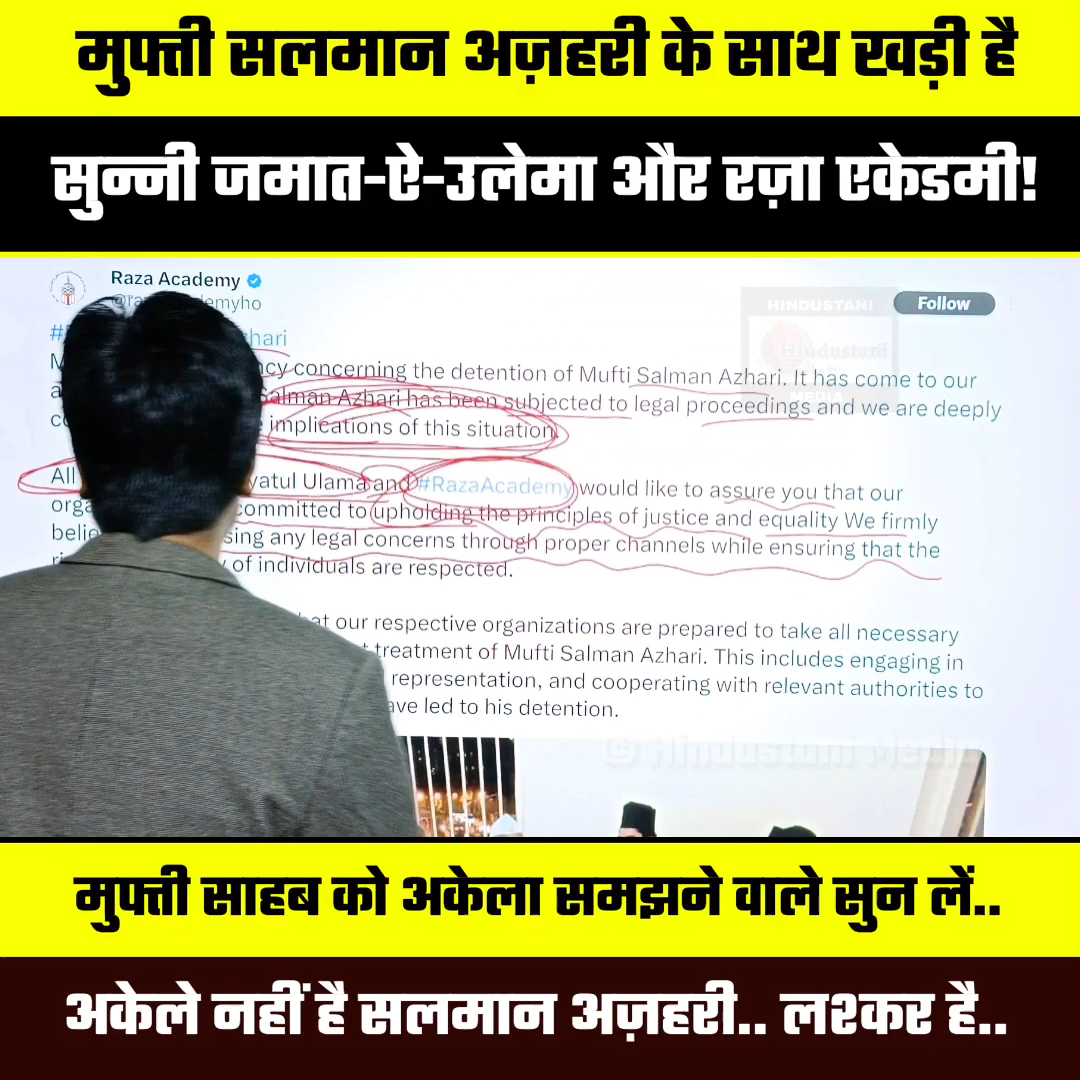 मुफ्ती सलमान अज़हरी के साथ खड़ी है
सुन्नी जमात-ऐ-उलेमा और रज़ा एकेडमी!
Raza Academy
Follow
HINDUSTANI
Hindustani
MEDIA
concerning the detention of Mufti Salman Azhari. It has come to our
Salman Azhari has been subjected to legal proceedings and we are deeply
implications of this situation.
All Ulama and #RazaAcademy would like to assure you that our
committed to upholding the principles of justice and equality We firmly
any legal concerns through proper channels while ensuring that the
of individuals are respected.
our respective organizations are prepared to take all necessary
treatment of Mufti Salman Azhari. This includes engaging in
representation, and cooperating with relevant authorities to
led to his detention.
© Hindustani Media
मुफ्ती साहब को अकेला समझने वाले सुन लें..
अकेले नहीं है सलमान अज़हरी.. लश्कर है..